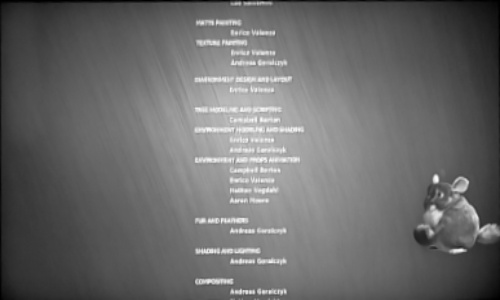 MATTE PAINTING
Enrico Valenza
TEXTURE PAINTING
Enrico Valenza
Andreas Goralczyk
ENVIRONMENT DESIGN AND LAYOUT
Enrico Valenza
TREE MODELING AND SCRIPTING
Campbell Barton
ENVIRONMENT MODELING AND SHADING
Enrico Valenza
Andreas Goralczyk
ENVIRONMENT AND PROPS ANIMATION
Campbell Barton
Enrico Valenza
Nathan Vegdahl
Aaron Moore
FUR AND FEATHERS
Andreas Goralczyk
SHADING AND LIGHTING
Andreas Goralczyk
COMPOSITING
Andreas Goralczyk